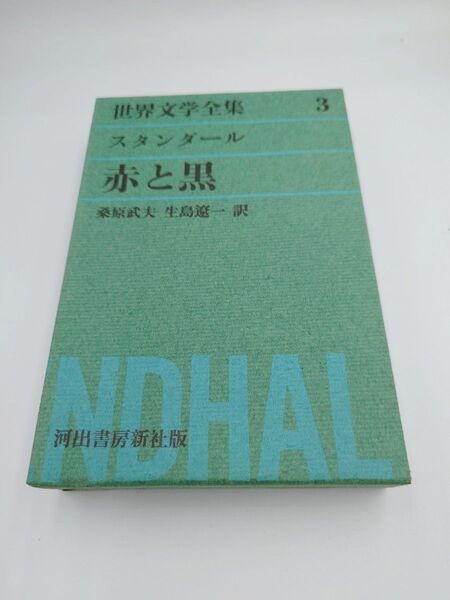 世界文学全集 3
スタンダール
赤と黒
桑原武夫 生島遼一 訳
NDHAL
河出書房新社版